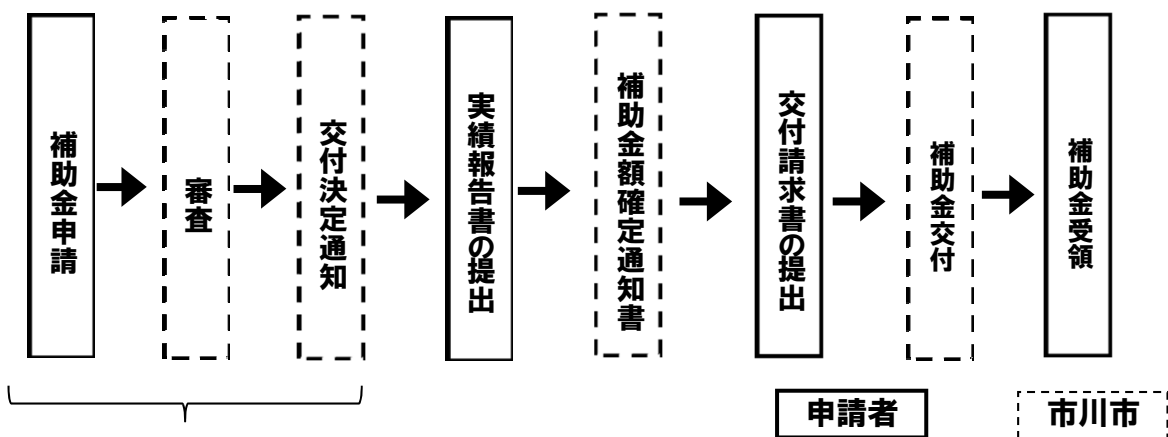 補助金申請
審査
交付決定通知
実績報告書の提出
補助金額確定通知書
交付請求書の提出
補助金交付
補助金受領
申請者
市川市